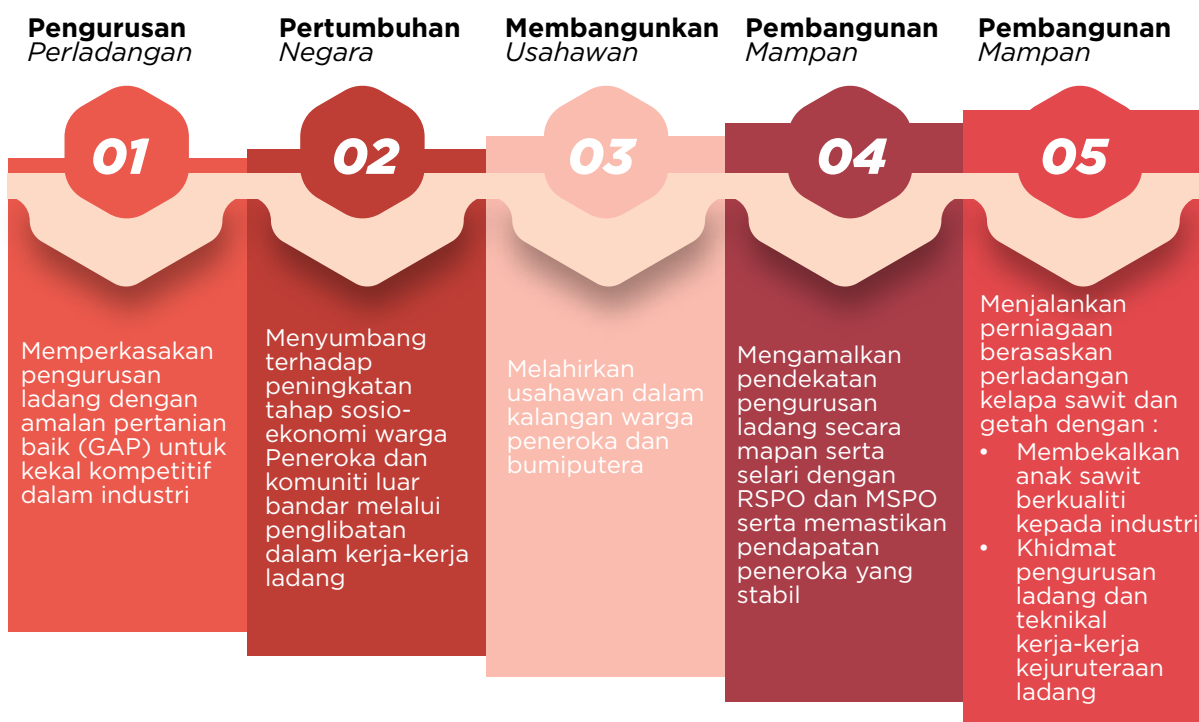 Pengurusan
Perladangan
01
Memperkasakan
pengurusan
ladang dengan
amalan pertanian
baik (GAP) untuk
kekal kompetitif
dalam industri
Pertumbuhan
Negara
02
Menyumbang
terhadap
peningkatan
tahap sosio-
ekonomi warga
Peneroka dan
komuniti luar
bandar melalui
penglibatan
dalam kerja-kerja
ladang
Membangunkan
Usahawan
03
Melahirkan
usahawan dalam
kalangan warga
peneroka dan
bumiputera
Pembangunan
Mampan
04
Mengamalkan
pendekatan
pengurusan
ladang secara
mapan serta
selari dengan
RSPO dan MSPO
serta memastikan
pendapatan
peneroka yang
stabil
Pembangunan
Mampan
05
Menjalankan
perniagaan
berasaskan
perladangan
kelapa sawit dan
getah dengan :
• Membekalkan
anak sawit
berkualiti
kepada industri
• Khidmat
pengurusan
ladang dan
teknikal
kerja-kerja
kejuruteraan
ladang